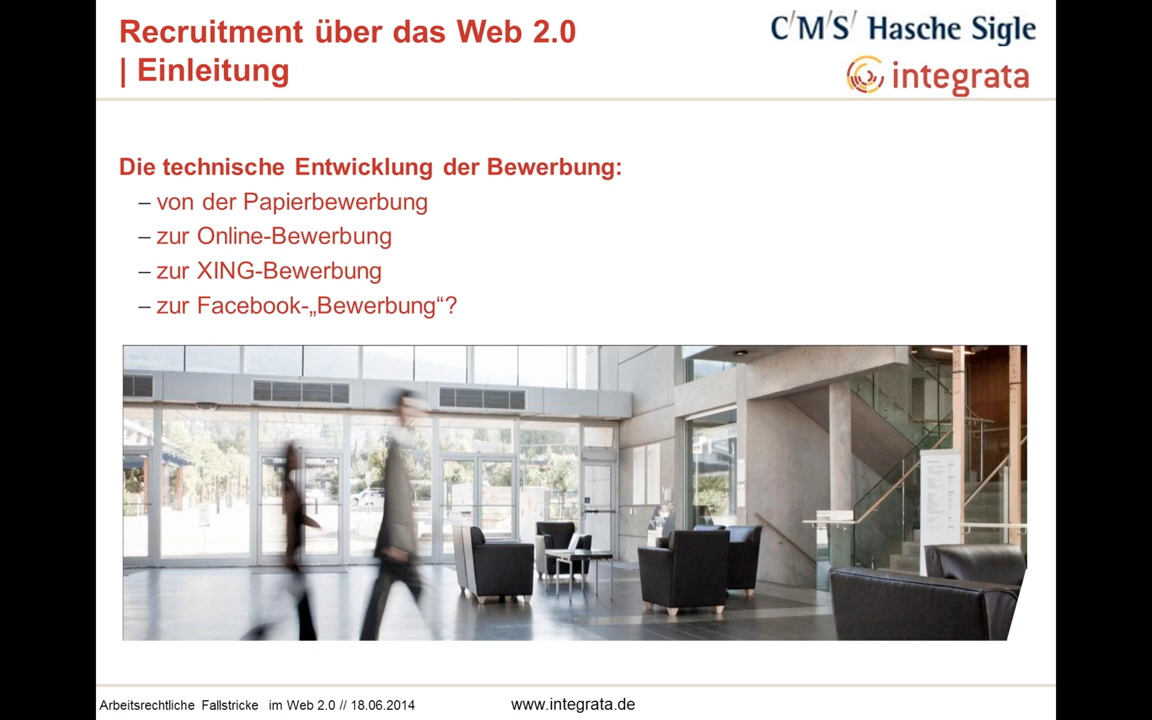 Recruitment über das Web 2.0
| Einleitung
C/M/S/ Hasche Sigle
integrata
Die technische Entwicklung der Bewerbung:
– von der Papierbewerbung
– zur Online-Bewerbung
– zur XING-Bewerbung
– zur Facebook-„Bewerbung“?
Arbeitsrechtliche Fallstricke im Web 2.0 // 18.06.2014
www.integrata.de